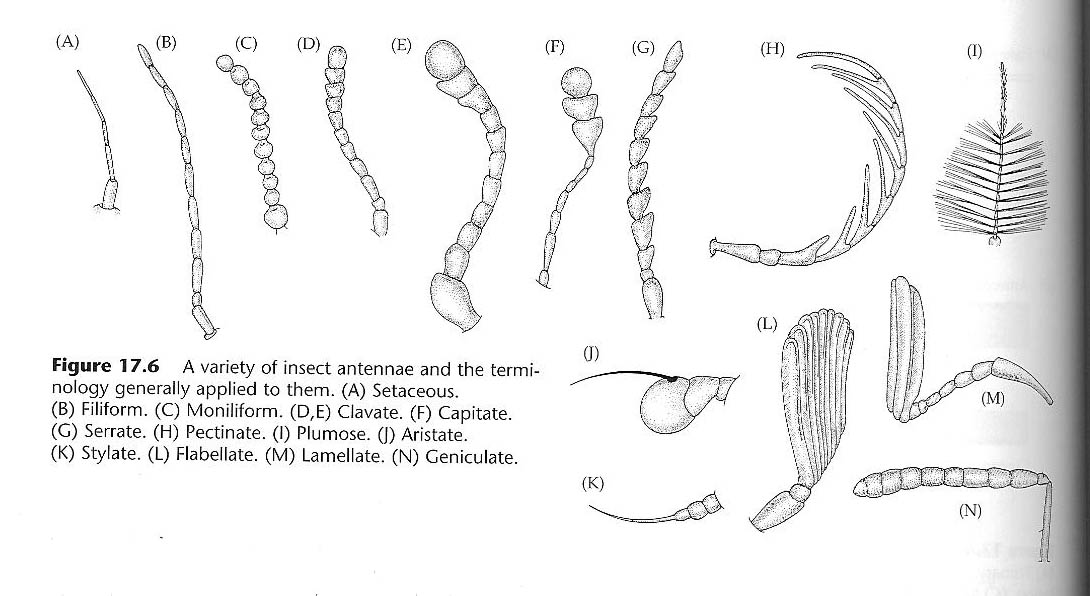 (A) (B) (C) (D) (E) (F) (G) (H) (I)
(L)
(J)
(M)
(K)
(N)
Figure 17.6 A variety of insect antennae and the termi-
nology generally applied to them. (A) Setaceous.
(B) Filiform. (C) Moniliform. (D,E) Clavate. (F) Capitate.
(G) Serrate. (H) Pectinate. (I) Plumose. (J) Aristate.
(K) Stylate. (L) Flabellate. (M) Lamellate. (N) Geniculate.